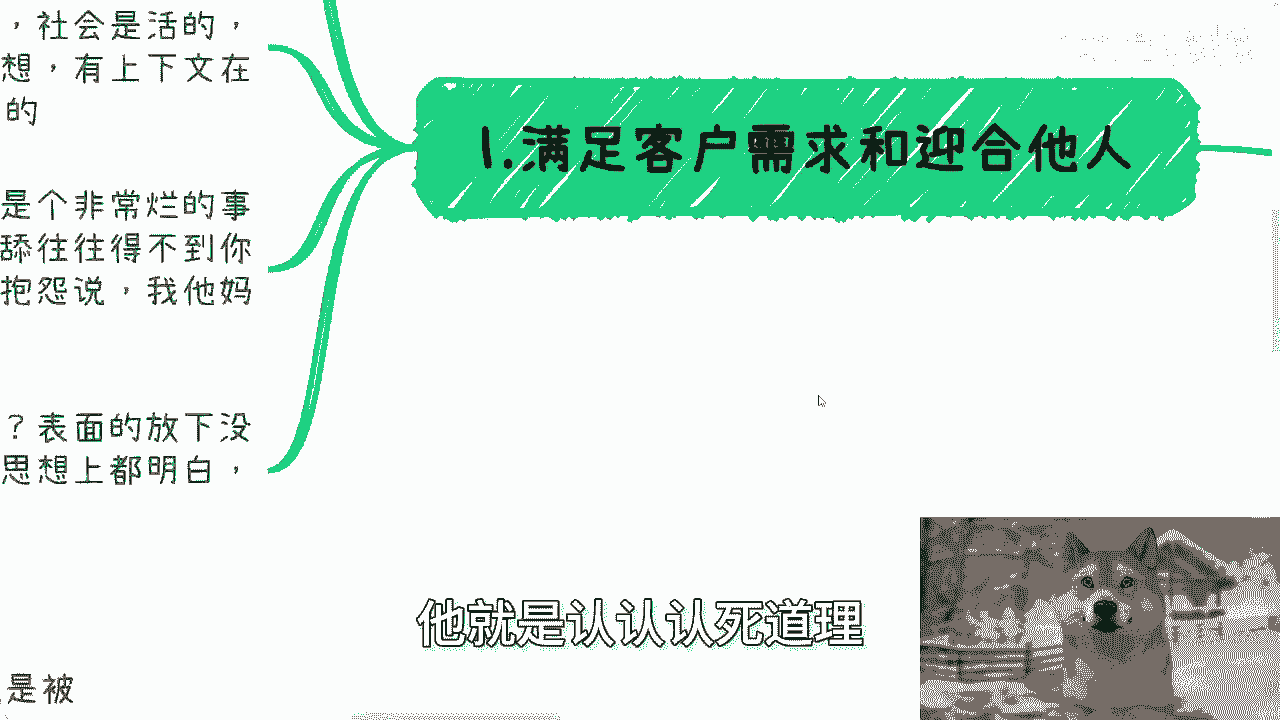 ，社会是活的，
想，有上下文在
的
1.满足客户需求和迎合他人
是个非常烂的事
舔往往得不到你
抱怨说，我他妈
？表面的放下没
思想上都明白，
他就是认认认死道理
是被